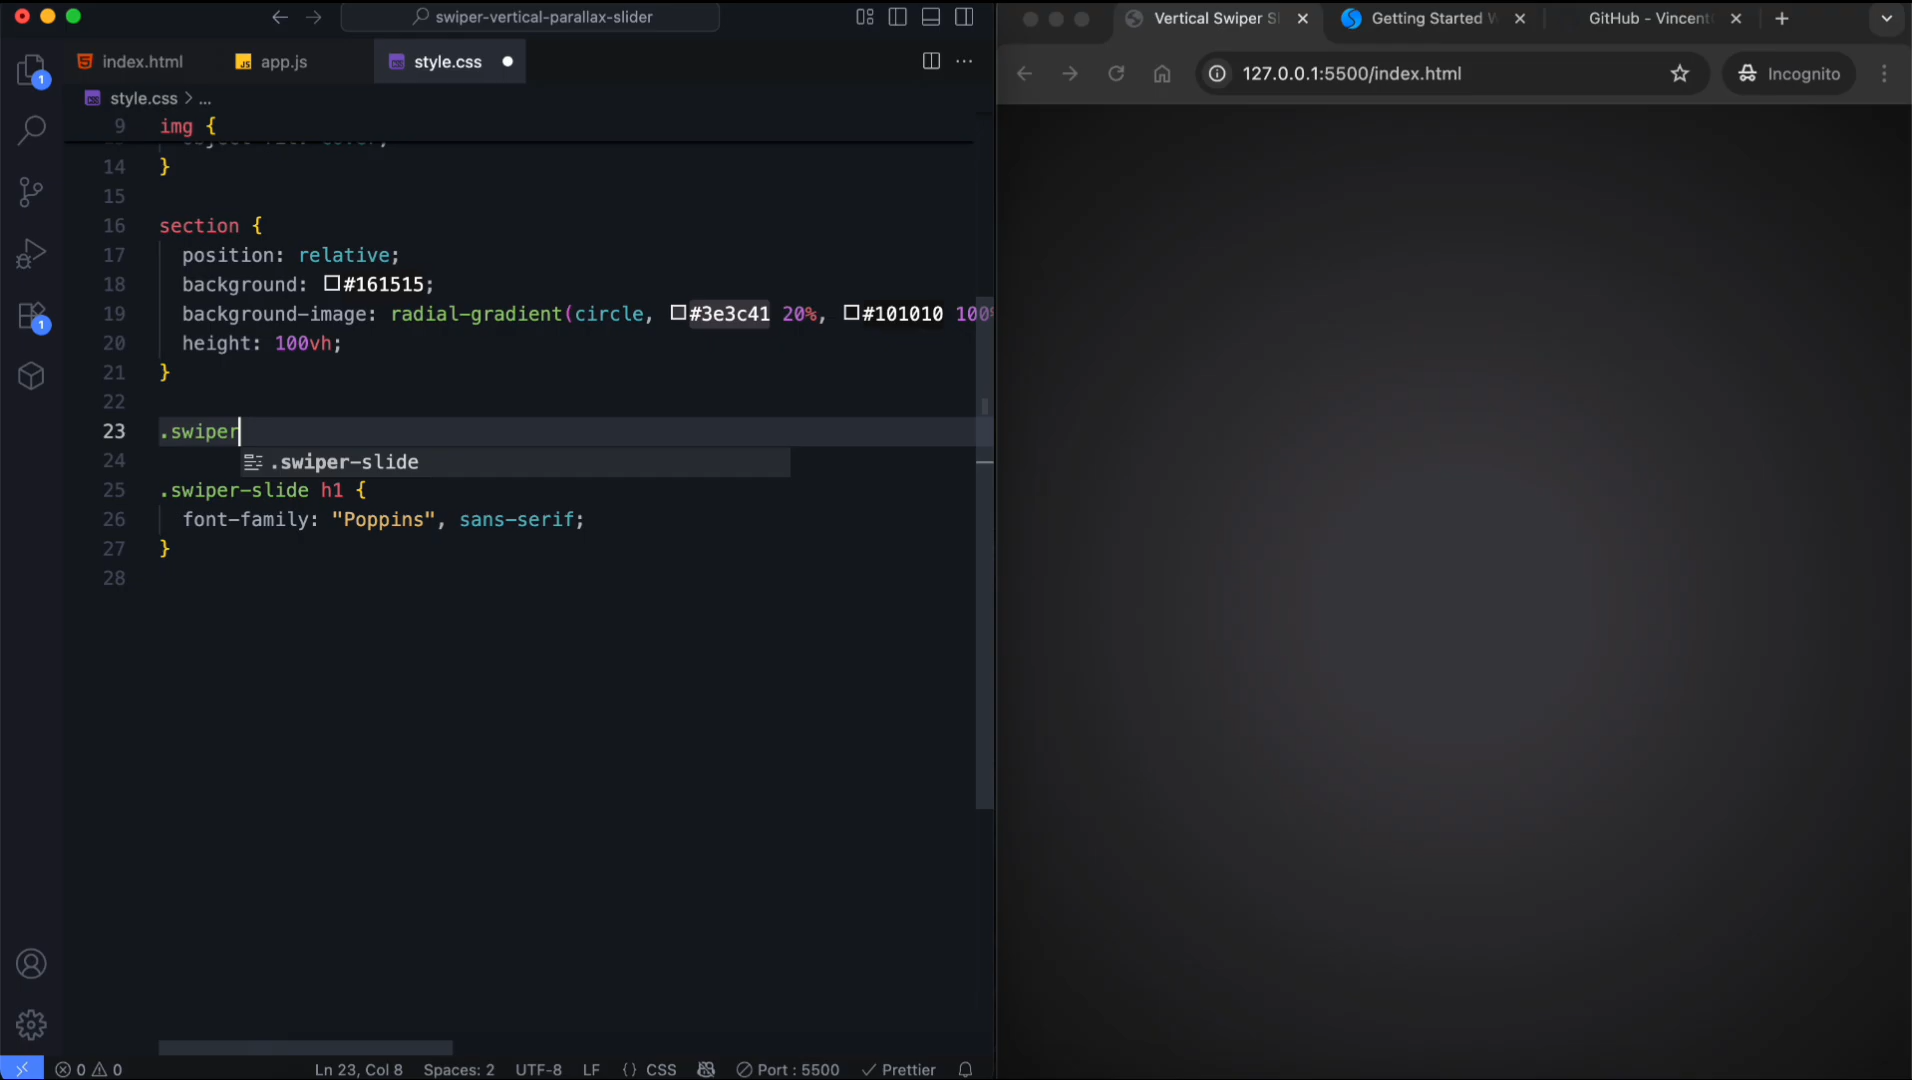 swiper-vertical-parallax-slider
Vertical Swiper S
Getting Started
GitHub - Vincent
index.html
app.js
style.css
127.0.0.1:5500/index.html
Incognito
style.css > ...
9 img {
object-fit: cover;
14 }
15
16 section {
17 position: relative;
18 background: #161515;
19 background-image: radial-gradient(circle, #3e3c41 20%, #101010 100%
20 height: 100vh;
21 }
22
23 .swiper
24 .swiper-slide
25 .swiper-slide h1 {
26 font-family: "Poppins", sans-serif;
27 }
28
1
1
0 0
Ln 23, Col 8
Spaces: 2
UTF-8
LF
{} CSS
Port : 5500
Prettier